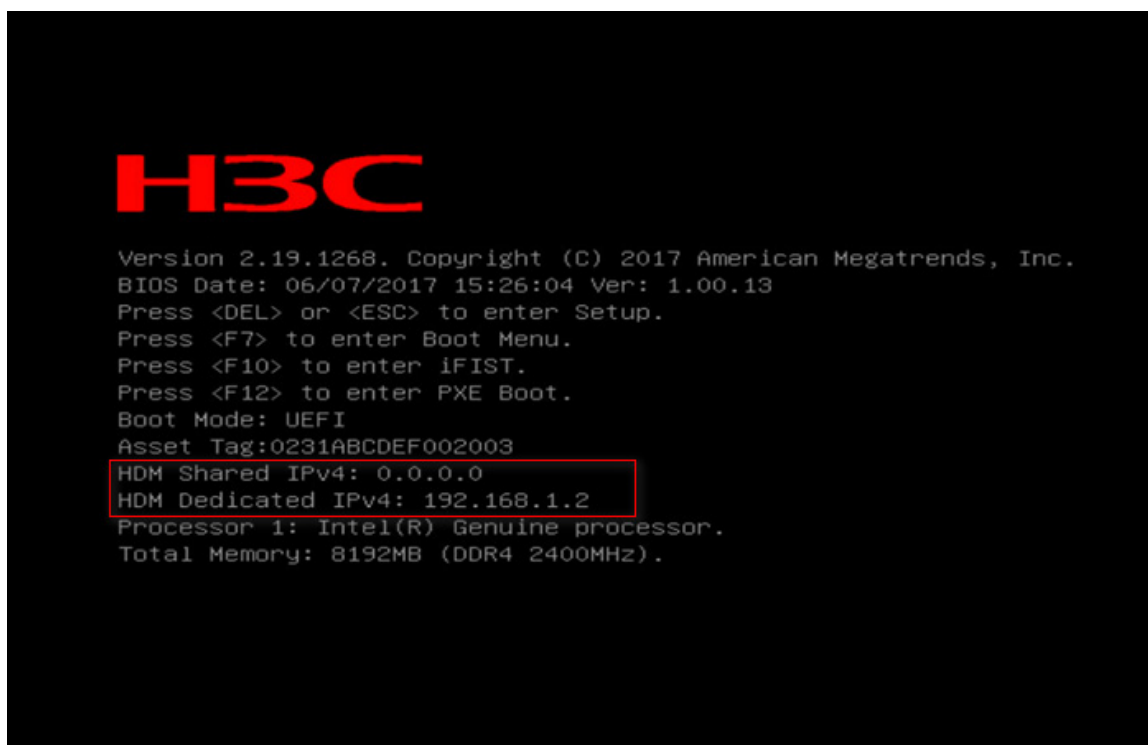 H3C
Version 2.19.1268. Copyright (C) 2017 American Megatrends, Inc.
BIOS Date: 06/07/2017 15:26:04 Ver: 1.00.13
Press <DEL> or <ESC> to enter Setup.
Press <F7> to enter Boot Menu.
Press <F10> to enter iFIST.
Press <F12> to enter PXE Boot.
Boot Mode: UEFI
Asset Tag:0231ABCDEF002003
HDM Shared IPv4: 0.0.0.0
HDM Dedicated IPv4: 192.168.1.2
Processor 1: Intel(R) Genuine processor.
Total Memory: 8192MB (DDR4 2400MHz).